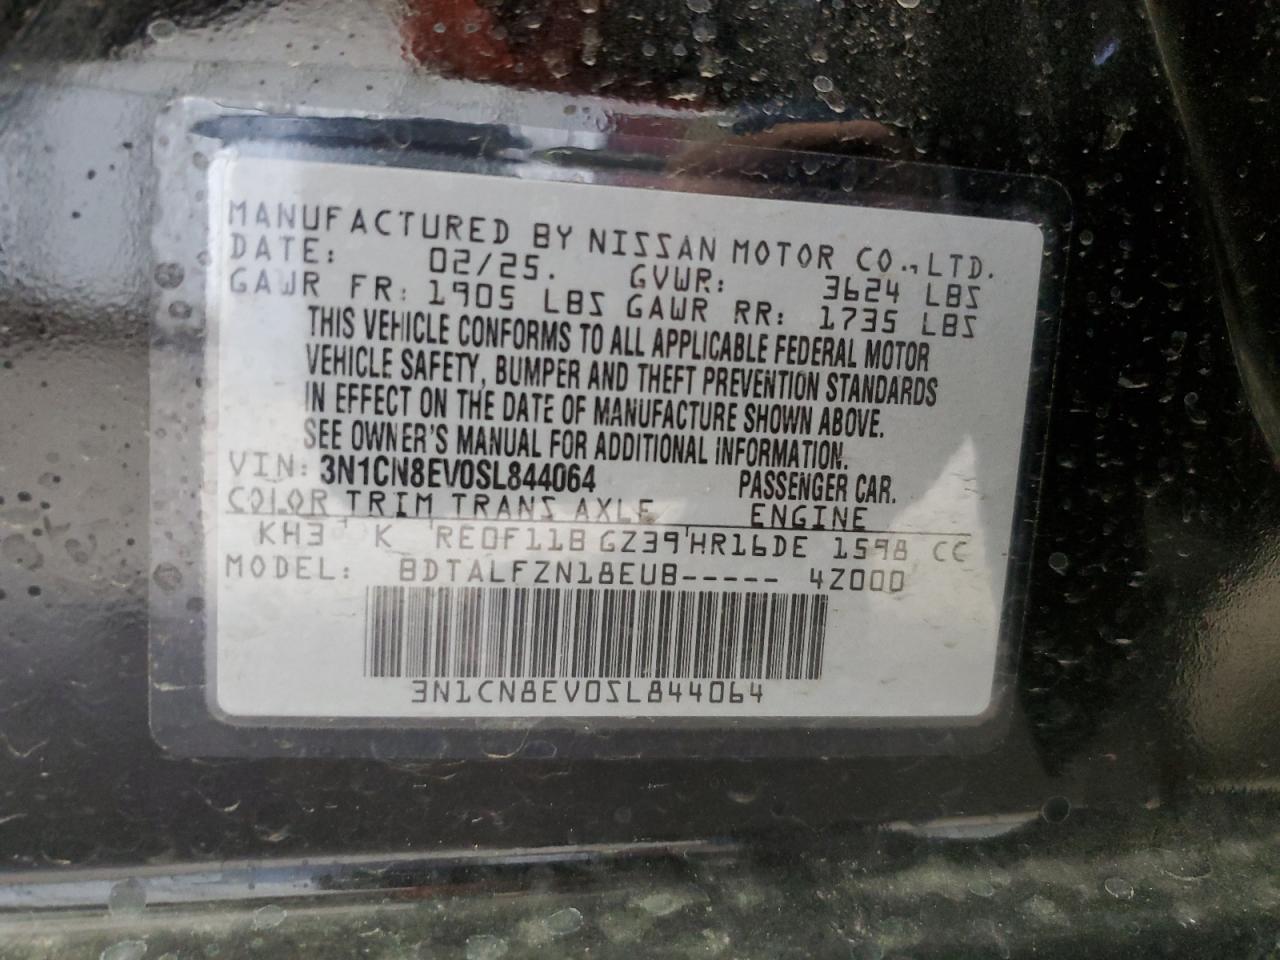 MANUFACTURED BY NISSAN MOTOR CO.,LTD.
DATE: 02/25. GVWR: 3624 LBS
GAWR FR: 1905 LBS GAWR RR: 1735 LBS
THIS VEHICLE CONFORMS TO ALL APPLICABLE FEDERAL MOTOR
VEHICLE SAFETY, BUMPER AND THEFT PREVENTION STANDARDS
IN EFFECT ON THE DATE OF MANUFACTURE SHOWN ABOVE.
SEE OWNER'S MANUAL FOR ADDITIONAL INFORMATION.
VIN: 3N1CN8EV0SL844064 PASSENGER CAR.
COLOR TRIM TRANS AXLE ENGINE
KH3 K RE0F11B GZ39 HR16DE 1598 CC
MODEL: BDTALFZN18EUB----- 4Z000
3N1CN8EV0SL844064